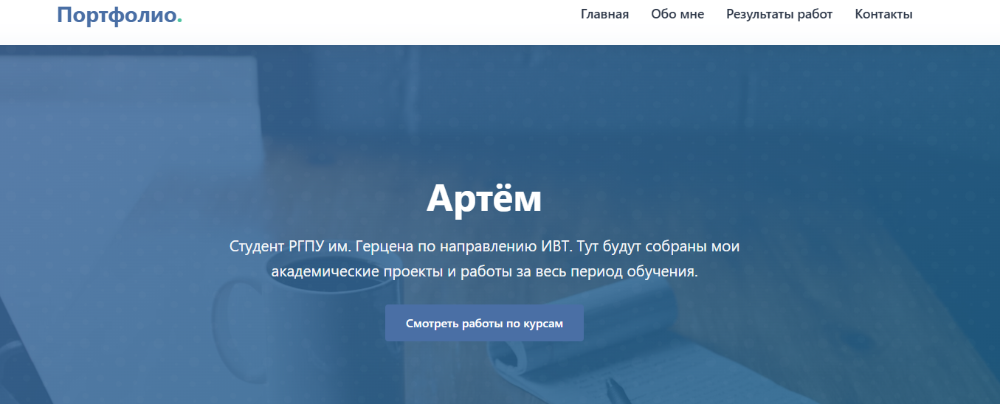 Портфолио.
Главная Обо мне Результаты работ Контакты
Артём
Студент РГПУ им. Герцена по направлению ИВТ. Тут будут собраны мои
академические проекты и работы за весь период обучения.
Смотреть работы по курсам